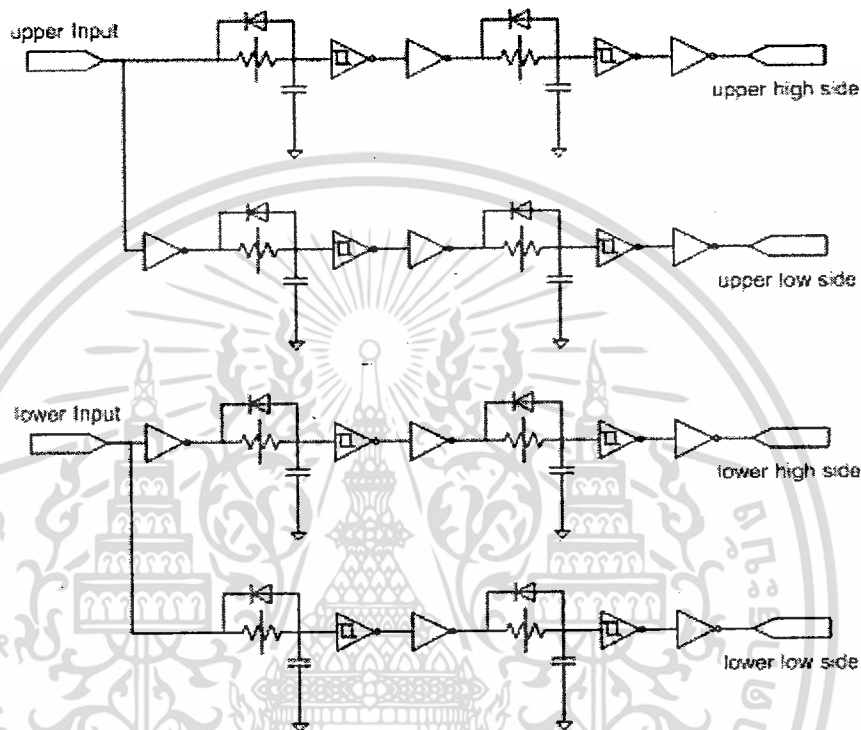 upper Input
upper high side
upper low side
lower Input
lower high side
lower low side